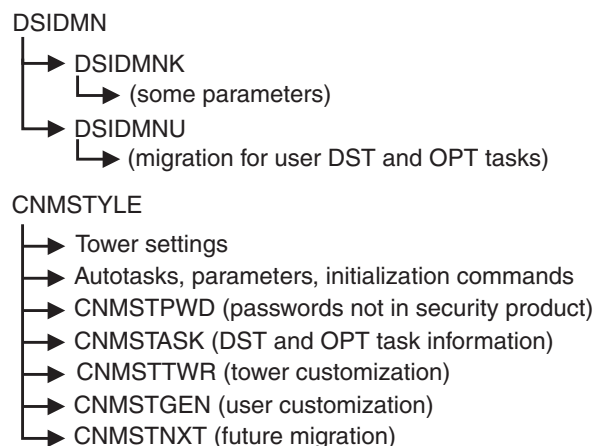 DSIDMN
DSIDMNK
(some parameters)
DSIDMNU
(migration for user DST and OPT tasks)
CNMSTYLE
Tower settings
Autotasks, parameters, initialization commands
CNMSTPWD (passwords not in security product)
CNMSTASK (DST and OPT task information)
CNMSTTWR (tower customization)
CNMSTGEN (user customization)
CNMSTNXT (future migration)